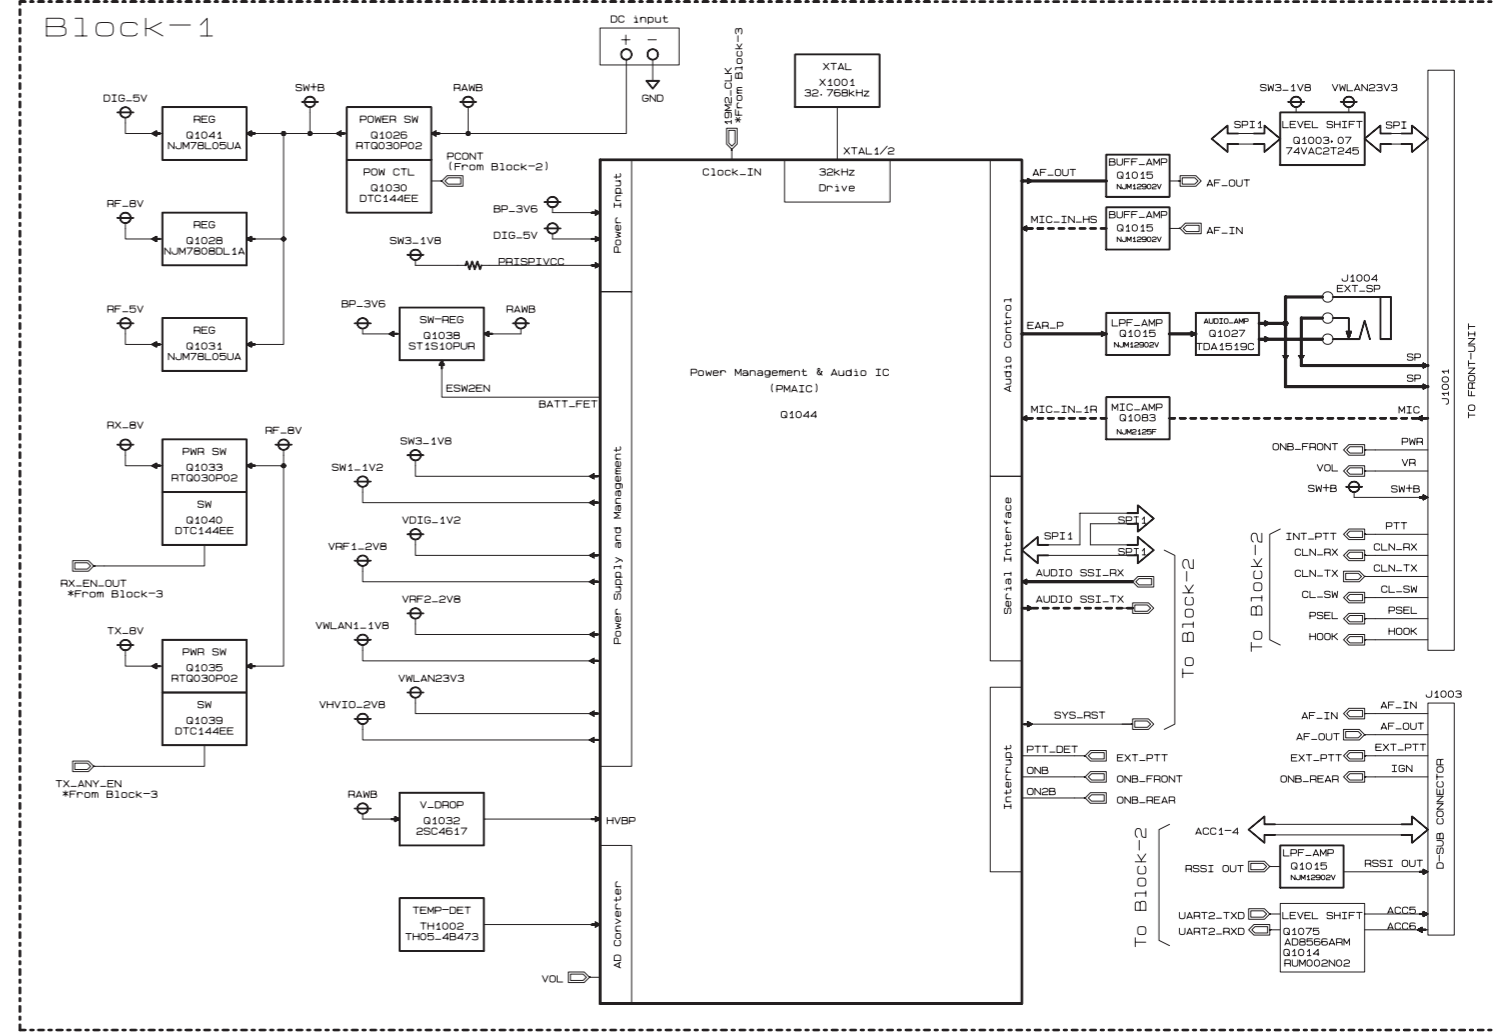 Block-1
DC input
+ -
GND
19M2_CLK
*From Block-3
XTAL
X1001
32.768kHz
XTAL1/2
Clock_IN
32kHz
Drive
DIG_5V
REG
Q1041
NJM78L05UA
SW+B
POWER SW
Q1026
RTQ030P02
RAWB
POW CTL
Q1030
DTC144EE
PCONT
(From Block-2)
RF_8V
REG
Q1028
NJM7808DL1A
RF_5V
REG
Q1031
NJM78L05UA
BP_3V6
DIG_5V
SW3_1V8
PRISPIVCC
Power Input
BP_3V6
SW-REG
Q1038
ST1S10PUR
RAWB
ESW2EN
BATT_FET
RX_8V
PWR SW
Q1033
RTQ030P02
RF_8V
SW
Q1040
DTC144EE
RX_EN_OUT
*From Block-3
TX_8V
PWR SW
Q1035
RTQ030P02
SW
Q1039
DTC144EE
TX_ANY_EN
*From Block-3
SW3_1V8
SW1_1V2
VDIG_1V2
VRF1_2V8
VRF2_2V8
VWLAN1_1V8
VWLAN23V3
VHVIO_2V8
Power Supply and Management
RAWB
V_DROP
Q1032
2SC4617
HVBP
TEMP-DET
TH1002
TH05_4B473
VOL
AD Converter
Power Management & Audio IC
(PMAIC)
Q1044
Audio Control
Serial Interface
Interrupt
AF_OUT
BUFF_AMP
Q1015
NJM12902V
AF_OUT
MIC_IN_HS
BUFF_AMP
Q1015
NJM12902V
AF_IN
EAR_P
LPF_AMP
Q1015
NJM12902V
AUDIO_AMP
Q1027
TDA1519C
J1004
EXT_SP
SP
SP
MIC_IN_1R
MIC_AMP
Q1083
NJM2125F
MIC
SW3_1V8
VWLAN23V3
SPI1
LEVEL SHIFT
Q1003,07
74VAC2T245
SPI
J1001
TO FRONT-UNIT
ONB_FRONT
PWR
VOL
VR
SW+B
SW+B
To Block-2
INT_PTT
PTT
CLN_RX
CLN_RX
CLN_TX
CLN_TX
CL_SW
CL_SW
PSEL
PSEL
HOOK
HOOK
SPI1
SPI1
SPI1
AUDIO SSI_RX
AUDIO SSI_TX
To Block-2
SYS_RST
PTT_DET
EXT_PTT
ONB
ONB_FRONT
ON2B
ONB_REAR
J1003
D-SUB CONNECTOR
AF_IN
AF_IN
AF_OUT
AF_OUT
EXT_PTT
EXT_PTT
ONB_REAR
IGN
To Block-2
ACC1-4
RSSI OUT
LPF_AMP
Q1015
NJM12902V
RSSI OUT
UART2_TXD
UART2_RXD
LEVEL SHIFT
Q1075
AD8566ARM
Q1014
RUM002N02
ACC5
ACC6